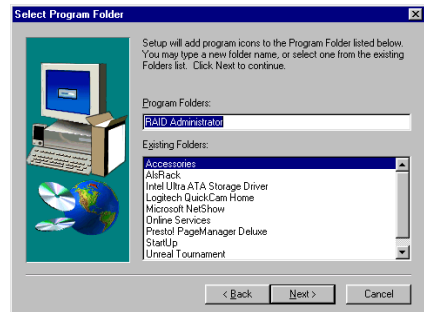 Select Program Folder
Setup will add program icons to the Program Folder listed below.
You may type a new folder name, or select one from the existing
Folders list. Click Next to continue.
Program Folders:
RAID Administrator
Existing Folders:
Accessories
AlsRack
Intel Ultra ATA Storage Driver
Logitech QuickCam Home
Microsoft NetShow
Online Services
Presto! PageManager Deluxe
StartUp
Unreal Tournament
< Back
Next >
Cancel